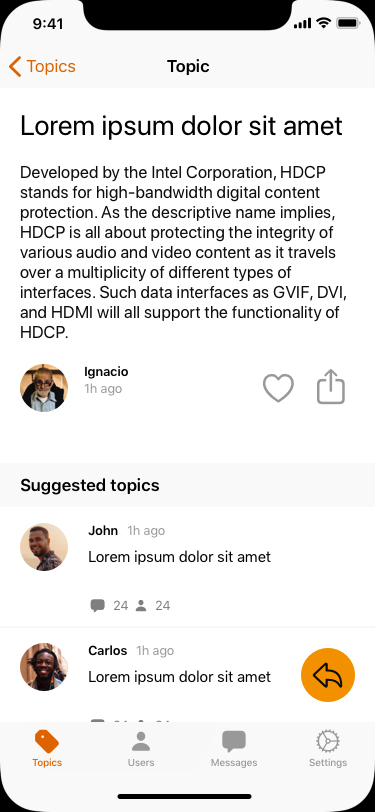 9:41
Topics
Topic
Lorem ipsum dolor sit amet
Developed by the Intel Corporation, HDCP
stands for high-bandwidth digital content
protection. As the descriptive name implies,
HDCP is all about protecting the integrity of
various audio and video content as it travels
over a multiplicity of different types of
interfaces. Such data interfaces as GVIF, DVI,
and HDMI will all support the functionality of
HDCP.
Ignacio
1h ago
Suggested topics
John 1h ago
Lorem ipsum dolor sit amet
24 24
Carlos 1h ago
Lorem ipsum dolor sit amet
Topics Users Messages Settings